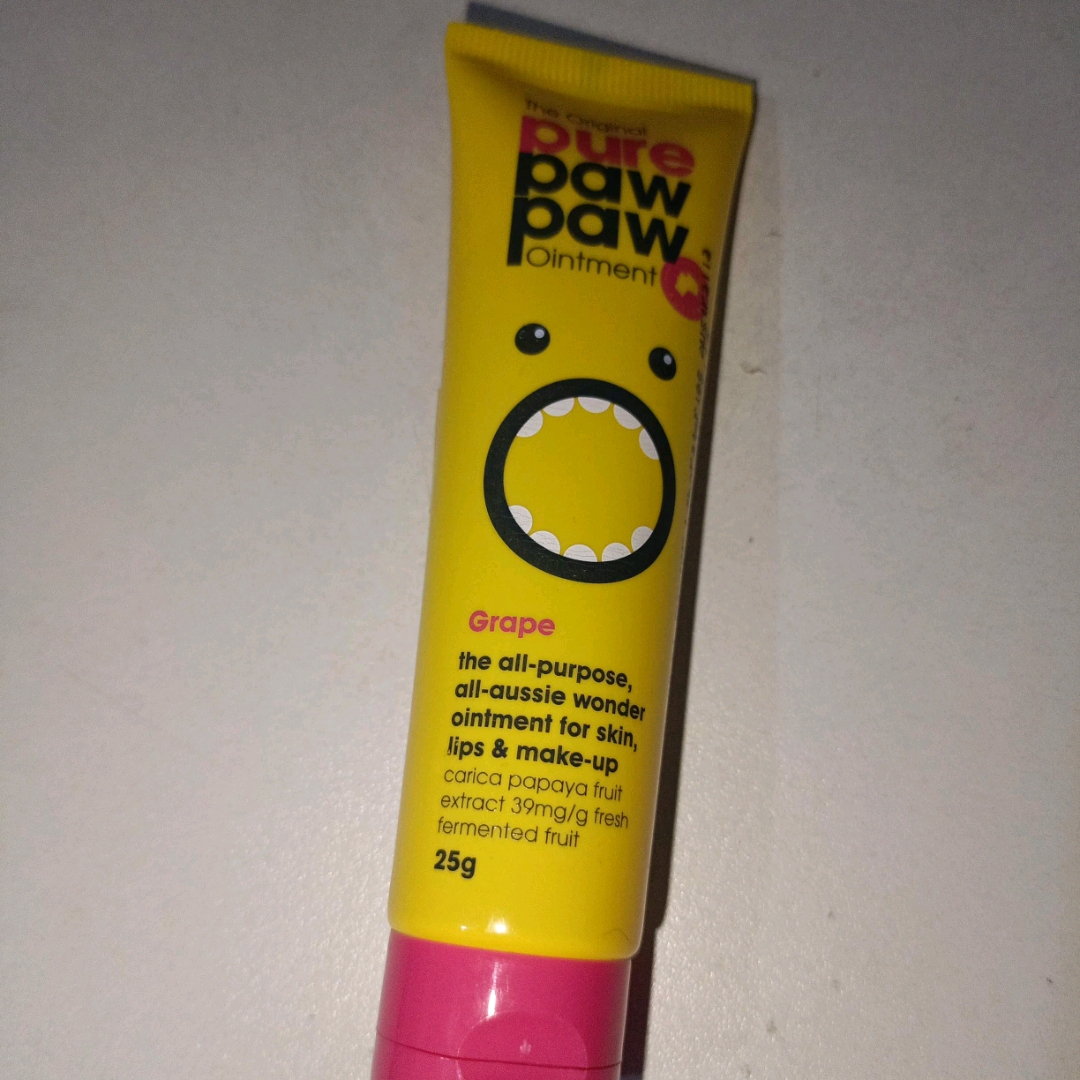 The Original
pure
paw
paw
Ointment
Grape
the all-purpose,
all-aussie wonder
ointment for skin,
lips & make-up
carica papaya fruit
extract 39mg/g fresh
fermented fruit
25g